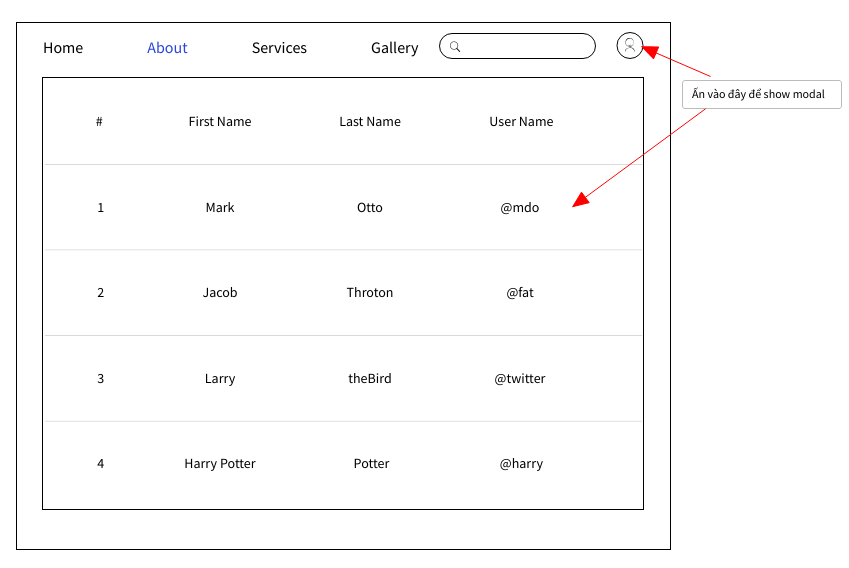 Home About Services Gallery
Ấn vào đây để show modal
# First Name Last Name User Name
1 Mark Otto @mdo
2 Jacob Throton @fat
3 Larry theBird @twitter
4 Harry Potter Potter @harry